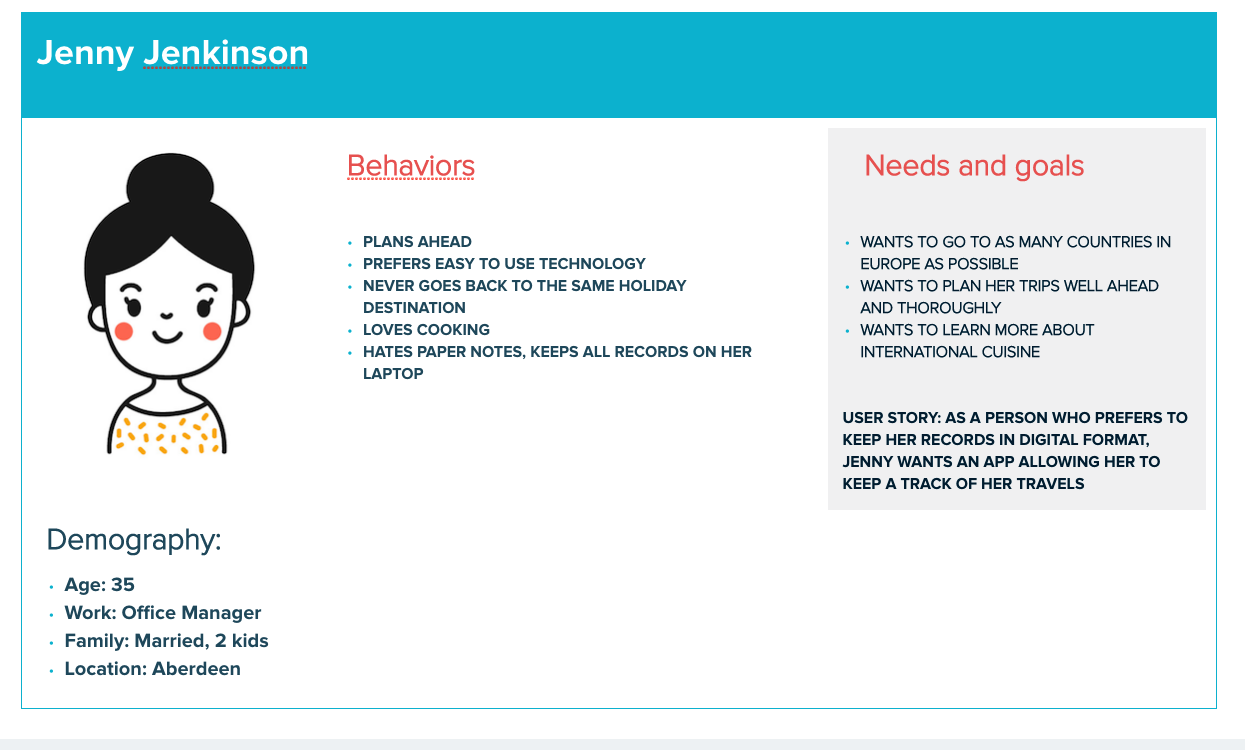 Jenny Jenkinson
Behaviors
PLANS AHEAD
PREFERS EASY TO USE TECHNOLOGY
NEVER GOES BACK TO THE SAME HOLIDAY
DESTINATION
LOVES COOKING
HATES PAPER NOTES, KEEPS ALL RECORDS ON HER
LAPTOP
Needs and goals
WANTS TO GO TO AS MANY COUNTRIES IN
EUROPE AS POSSIBLE
WANTS TO PLAN HER TRIPS WELL AHEAD
AND THOROUGHLY
WANTS TO LEARN MORE ABOUT
INTERNATIONAL CUISINE
USER STORY: AS A PERSON WHO PREFERS TO
KEEP HER RECORDS IN DIGITAL FORMAT,
JENNY WANTS AN APP ALLOWING HER TO
KEEP A TRACK OF HER TRAVELS
Demography:
Age: 35
Work: Office Manager
Family: Married, 2 kids
Location: Aberdeen